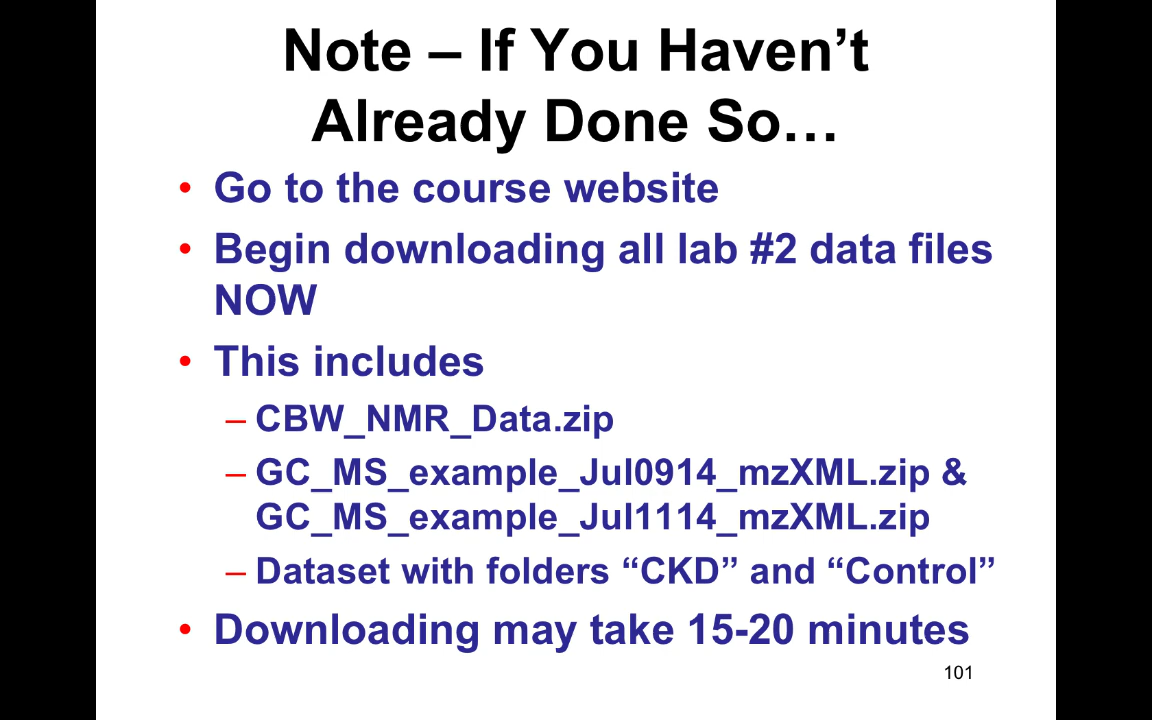 Note – If You Haven’t
Already Done So…
• Go to the course website
• Begin downloading all lab #2 data files
NOW
• This includes
– CBW_NMR_Data.zip
– GC_MS_example_Jul0914_mzXML.zip &
GC_MS_example_Jul1114_mzXML.zip
– Dataset with folders “CKD” and “Control”
• Downloading may take 15-20 minutes
101